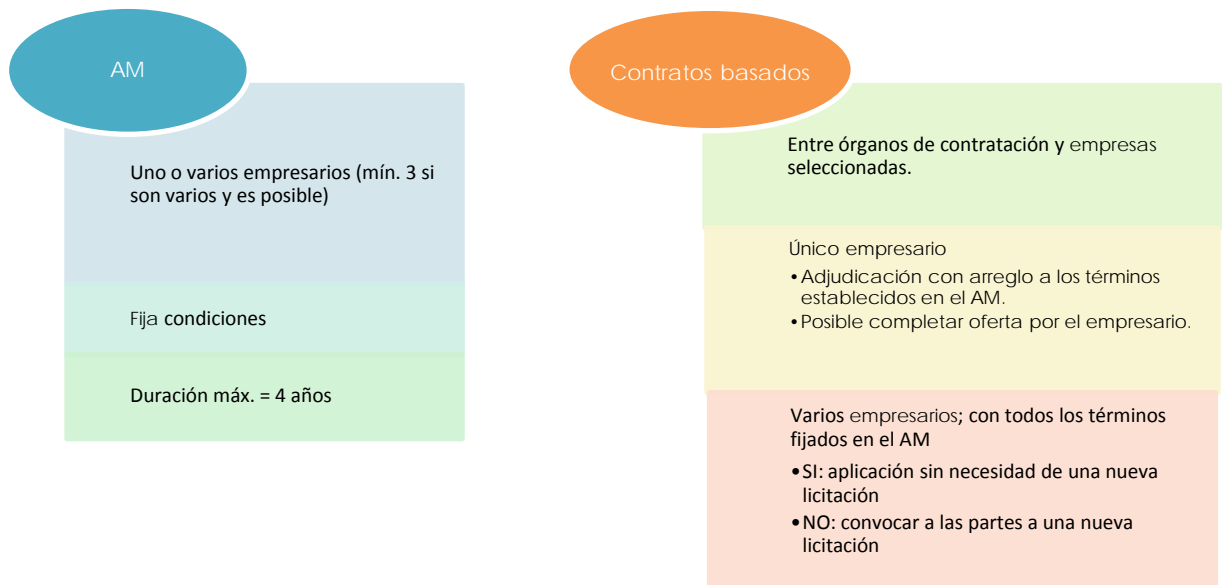 AM
Uno o varios empresarios (mín. 3 si
son varios y es posible)
Fija condiciones
Duración máx. = 4 años
Contratos basados
Entre órganos de contratación y empresas
seleccionadas.
Único empresario
•Adjudicación con arreglo a los términos
establecidos en el AM.
•Posible completar oferta por el empresario.
Varios empresarios; con todos los términos
fijados en el AM
•SI: aplicación sin necesidad de una nueva
licitación
•NO: convocar a las partes a una nueva
licitación